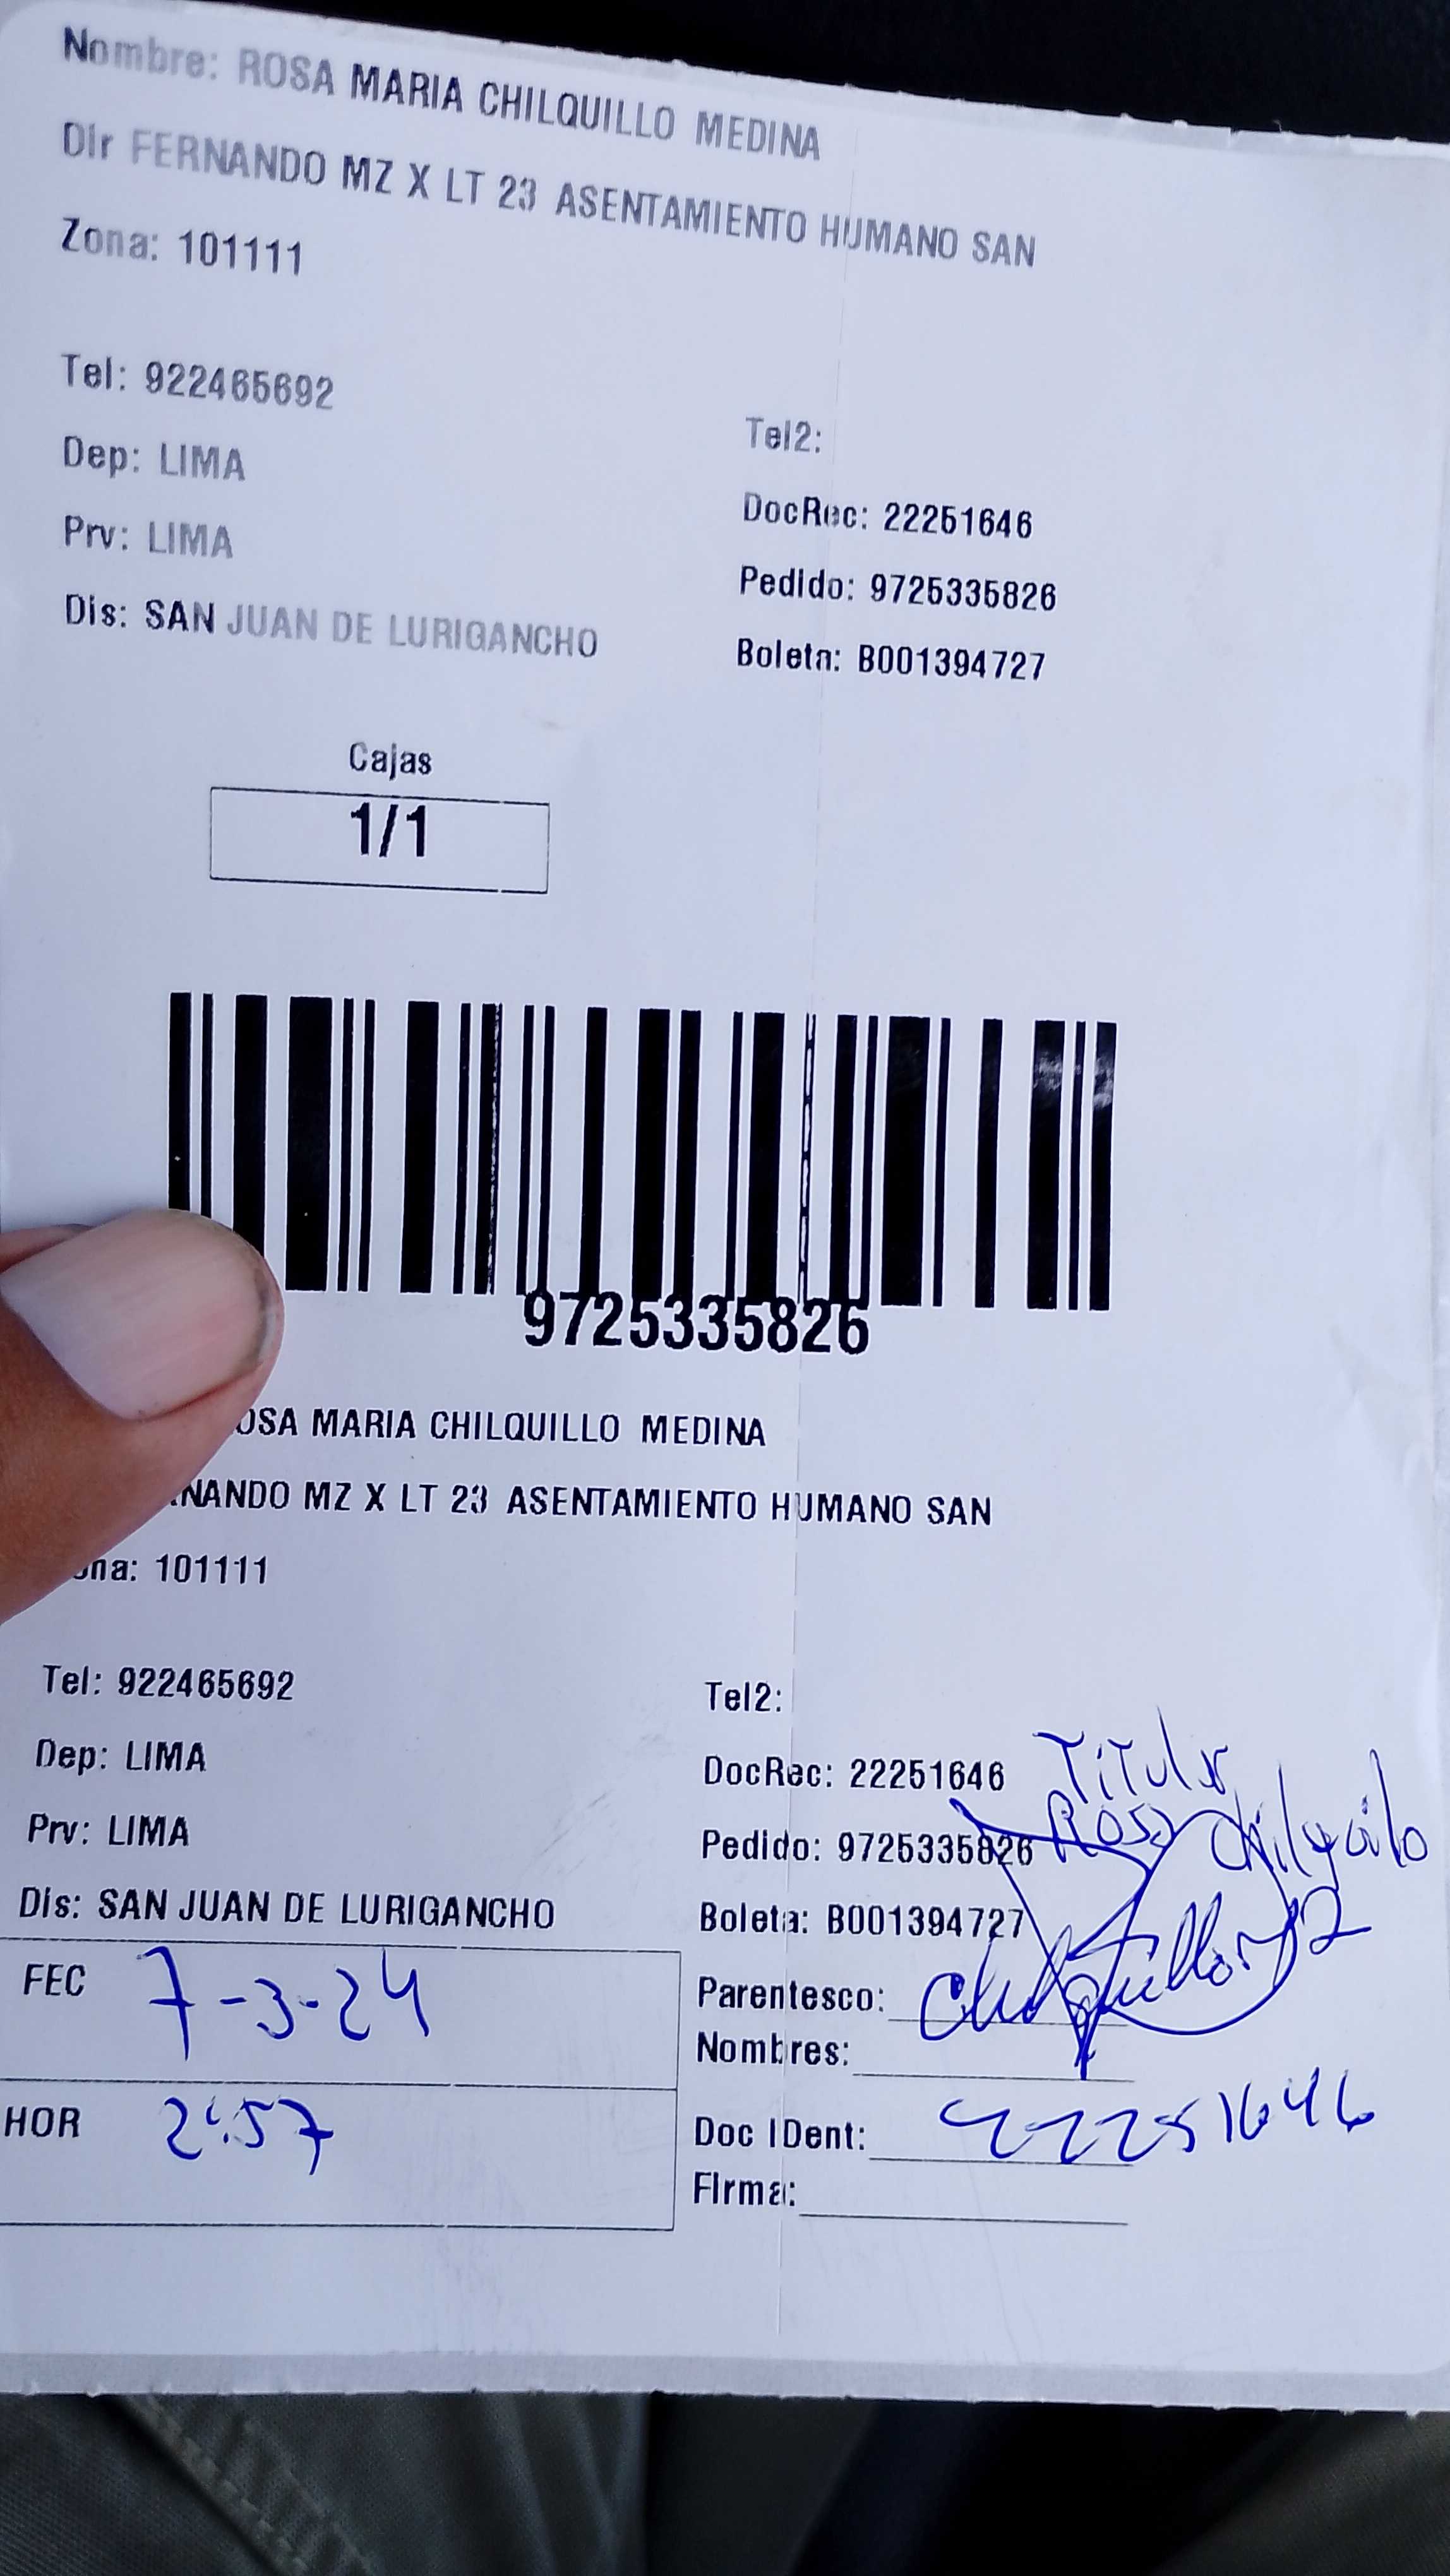 Nombre: ROSA MARIA CHILQUILLO MEDINA
Dir FERNANDO MZ X LT 23 ASENTAMIENTO HUMANO SAN
Zona: 101111
Tel: 922465692
Tel2:
Dep: LIMA
DocRec: 22251646
Prv: LIMA
Pedido: 9725335826
Dis: SAN JUAN DE LURIGANCHO
Boleta: B001394727
Cajas
1/1
9725335826
OSA MARIA CHILQUILLO MEDINA
NANDO MZ X LT 23 ASENTAMIENTO HUMANO SAN
na: 101111
Tel: 922465692
Tel2:
Dep: LIMA
DocRec: 22251646
Titular
Prv: LIMA
Pedido: 9725335826
Rosa Chilquillo
Dis: SAN JUAN DE LURIGANCHO
Boleta: B001394727
FEC 7-3-24
Parentesco:
Nombres:
HOR 2:57
Doc IDent: 22251646
Firma: